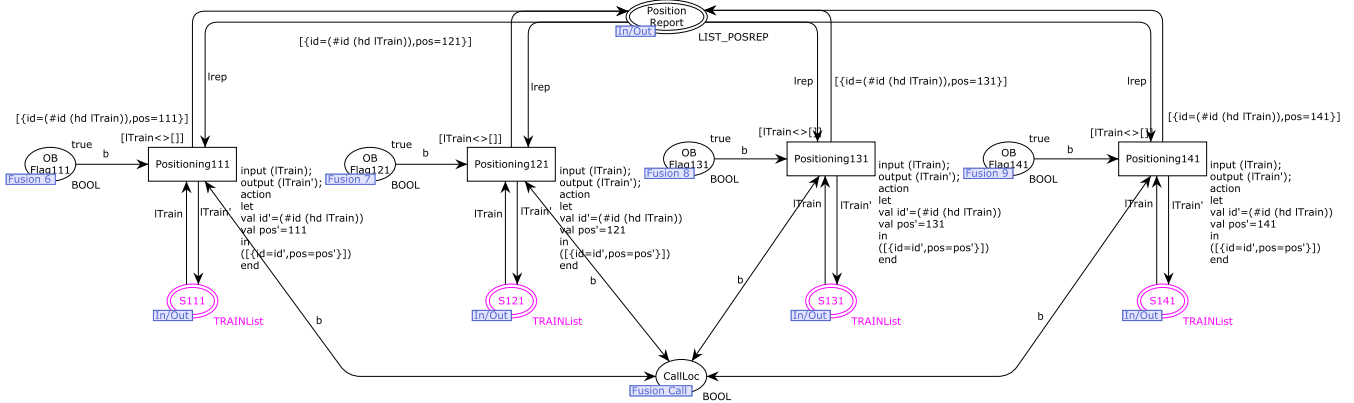 Position
Report
In/Out
LIST_POSREP
[{id=(#id (hd lTrain)),pos=121}]
lrep
lrep
lrep
lrep
[{id=(#id (hd lTrain)),pos=131}]
[{id=(#id (hd lTrain)),pos=111}]
[{id=(#id (hd lTrain)),pos=141}]
true
[lTrain<>[]]
OB
Flag111
Fusion 6
BOOL
b
Positioning111
input (lTrain);
output (lTrain');
action
let
val id'=(#id (hd lTrain))
val pos'=111
in
([{id=id',pos=pos'}])
end
lTrain
lTrain'
S111
In/Out
TRAINList
b
true
[lTrain<>[]]
OB
Flag121
Fusion 7
BOOL
b
Positioning121
input (lTrain);
output (lTrain');
action
let
val id'=(#id (hd lTrain))
val pos'=121
in
([{id=id',pos=pos'}])
end
lTrain
lTrain'
S121
In/Out
TRAINList
b
true
[lTrain<>[]]
OB
Flag131
Fusion 8
BOOL
b
Positioning131
input (lTrain);
output (lTrain');
action
let
val id'=(#id (hd lTrain))
val pos'=131
in
([{id=id',pos=pos'}])
end
lTrain
lTrain'
S131
In/Out
TRAINList
b
true
[lTrain<>[]]
OB
Flag141
Fusion 9
BOOL
b
Positioning141
input (lTrain);
output (lTrain');
action
let
val id'=(#id (hd lTrain))
val pos'=141
in
([{id=id',pos=pos'}])
end
lTrain
lTrain'
S141
In/Out
TRAINList
b
CallLoc
Fusion Call
BOOL